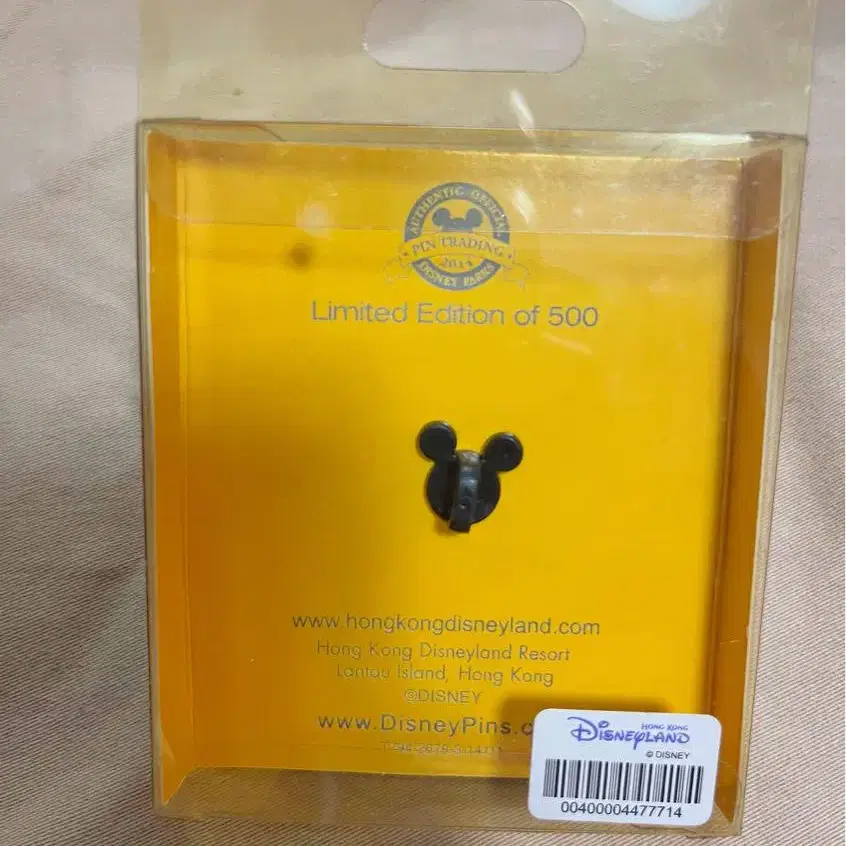 AUTHENTIC OFFICIAL
PIN TRADING
2014
DISNEY PARKS
Limited Edition of 500
www.hongkongdisneyland.com
Hong Kong Disneyland Resort
Lantau Island, Hong Kong
©DISNEY
www.DisneyPins.c
HONG KONG
DISNEYLAND
© DISNEY
00400004477714